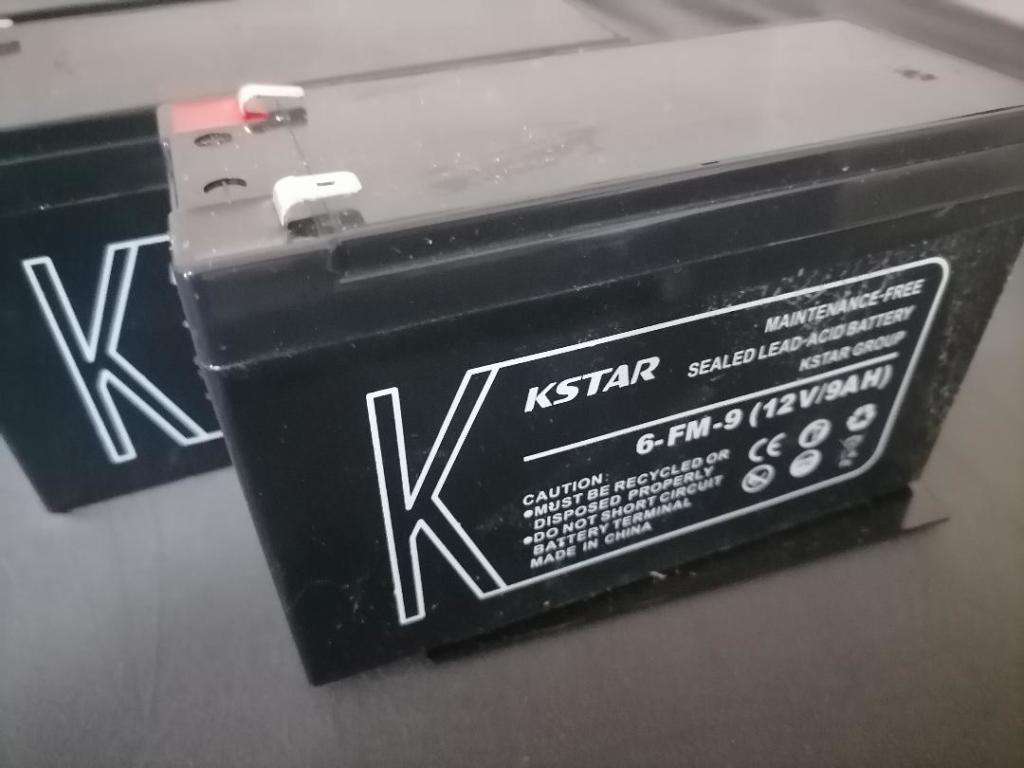 K
K
KSTAR
MAINTENANCE-FREE
SEALED LEAD-ACID BATTERY
KSTAR GROUP
6-FM-9 (12V/9AH)
CAUTION:
●MUST BE RECYCLED OR
DISPOSED PROPERLY
●DO NOT SHORT CIRCUIT
BATTERY TERMINAL
MADE IN CHINA
CE